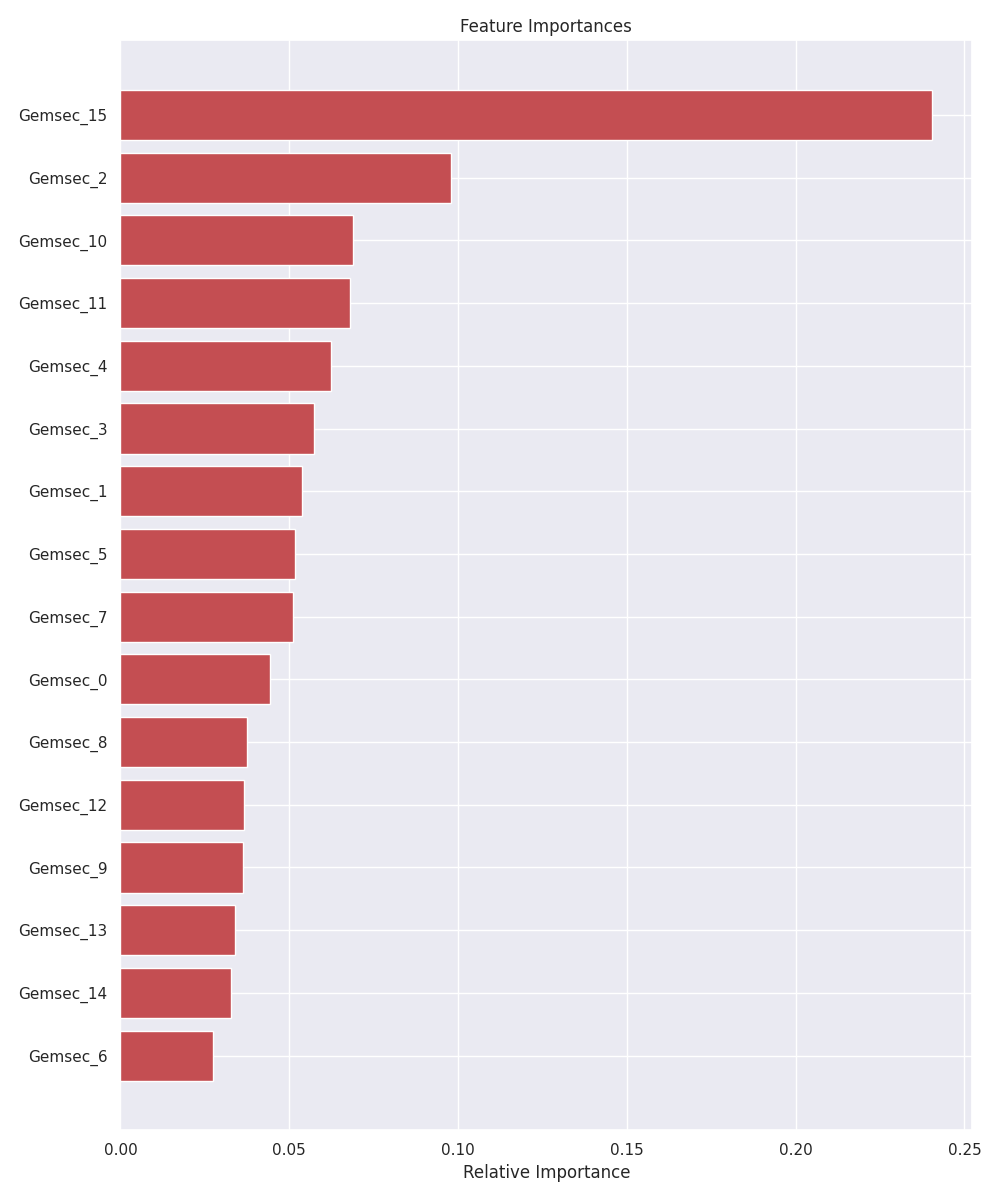 Feature Importances
Gemsec_15
Gemsec_2
Gemsec_10
Gemsec_11
Gemsec_4
Gemsec_3
Gemsec_1
Gemsec_5
Gemsec_7
Gemsec_0
Gemsec_8
Gemsec_12
Gemsec_9
Gemsec_13
Gemsec_14
Gemsec_6
0.00 0.05 0.10 0.15 0.20 0.25
Relative Importance